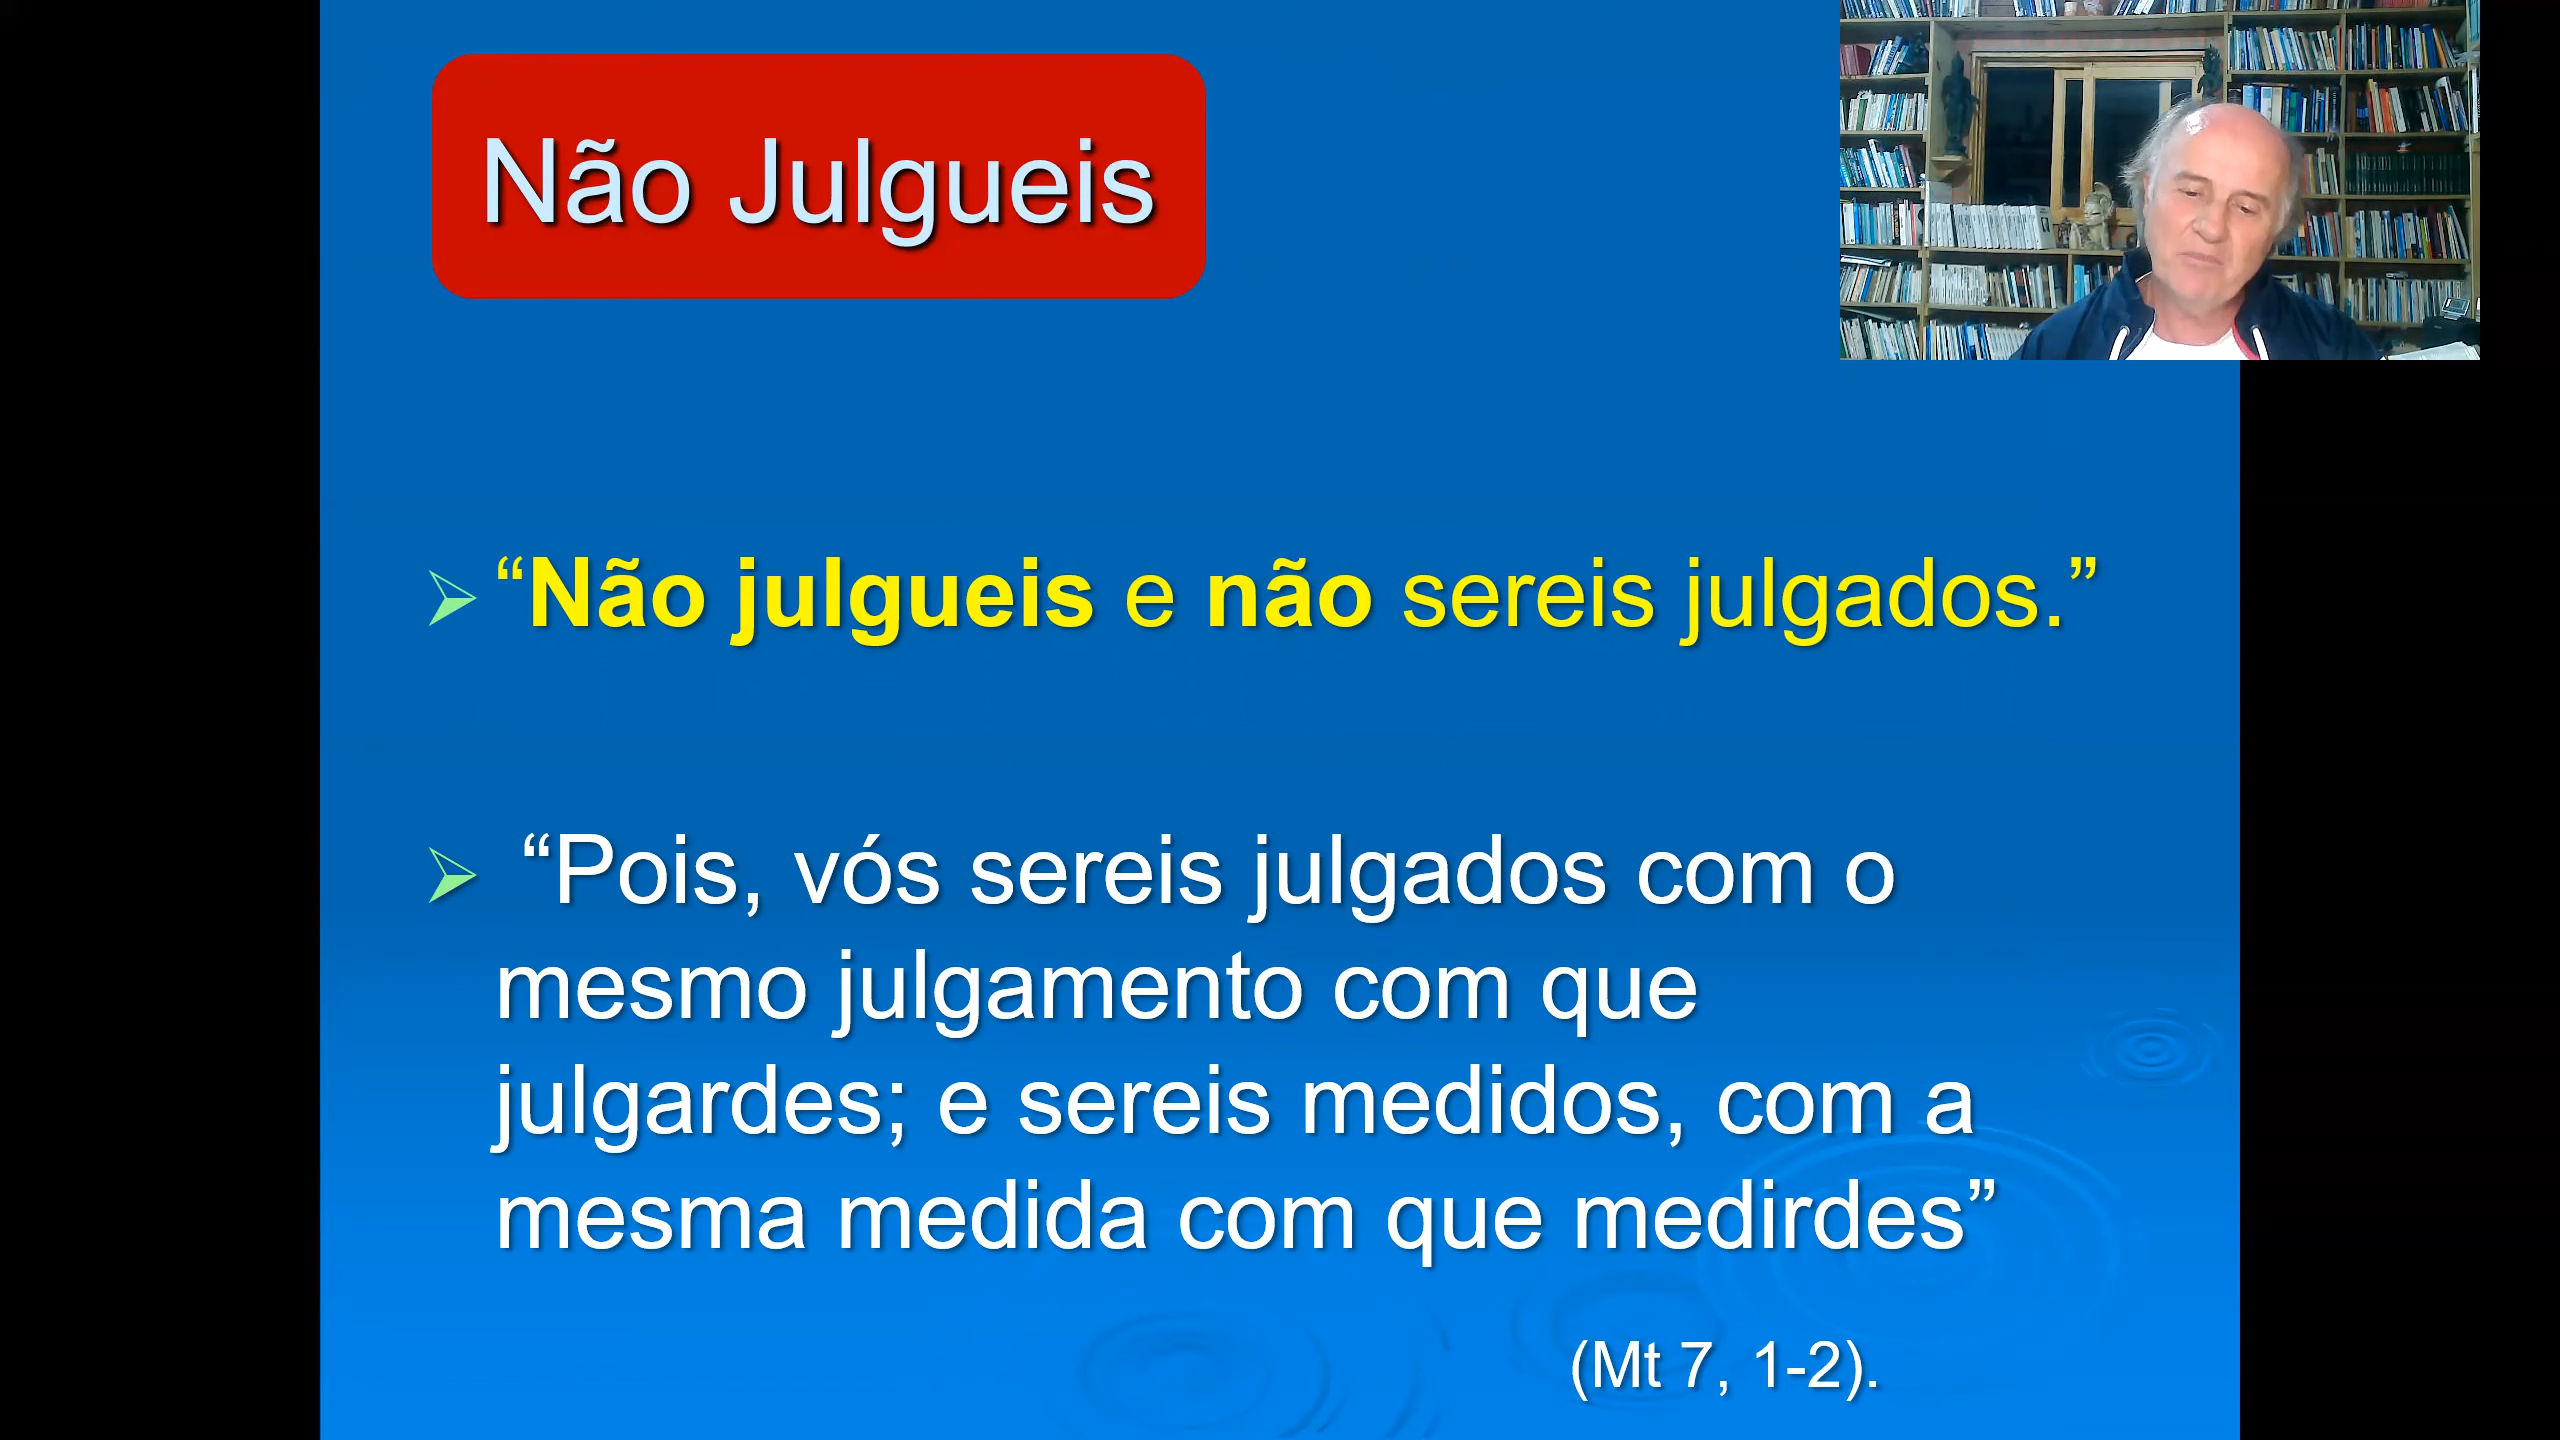 Não Julgueis
“Não julgueis e não sereis julgados.”
“Pois, vós sereis julgados com o
mesmo julgamento com que
julgardes; e sereis medidos, com a
mesma medida com que medirdes”
(Mt 7, 1-2).